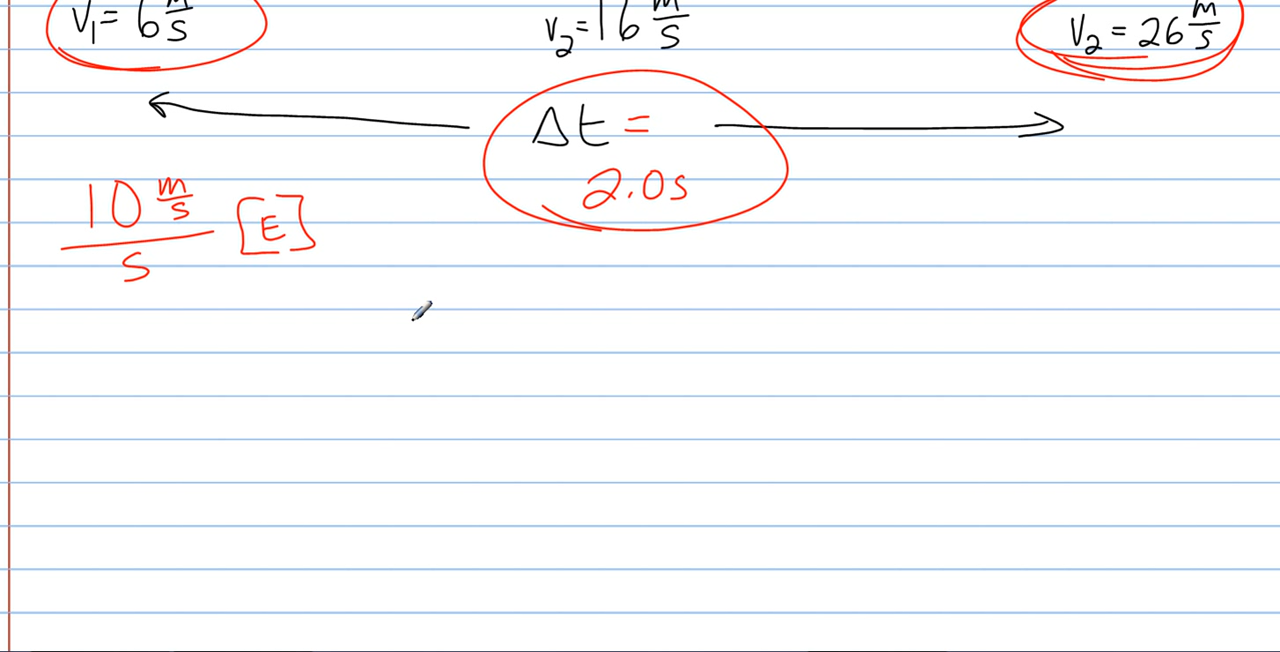 V₁ = 6 m/s
V₂ = 16 m/s
V₂ = 26 m/s
Δt =
2.0s
10 m/s / s [E]